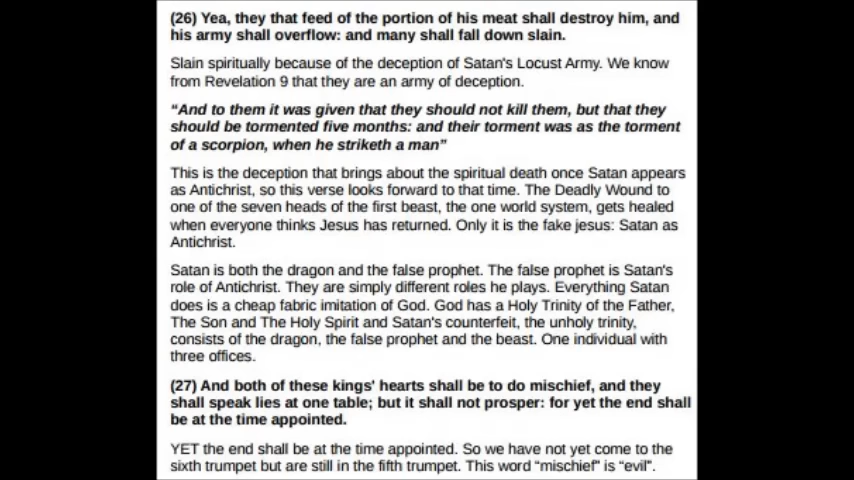 (26) Yea, they that feed of the portion of his meat shall destroy him, and
his army shall overflow: and many shall fall down slain.
Slain spiritually because of the deception of Satan's Locust Army. We know
from Revelation 9 that they are an army of deception.
“And to them it was given that they should not kill them, but that they
should be tormented five months: and their torment was as the torment
of a scorpion, when he striketh a man”
This is the deception that brings about the spiritual death once Satan appears
as Antichrist, so this verse looks forward to that time. The Deadly Wound to
one of the seven heads of the first beast, the one world system, gets healed
when everyone thinks Jesus has returned. Only it is the fake jesus: Satan as
Antichrist.
Satan is both the dragon and the false prophet. The false prophet is Satan's
role of Antichrist. They are simply different roles he plays. Everything Satan
does is a cheap fabric imitation of God. God has a Holy Trinity of the Father,
The Son and The Holy Spirit and Satan's counterfeit, the unholy trinity,
consists of the dragon, the false prophet and the beast. One individual with
three offices.
(27) And both of these kings' hearts shall be to do mischief, and they
shall speak lies at one table; but it shall not prosper: for yet the end shall
be at the time appointed.
YET the end shall be at the time appointed. So we have not yet come to the
sixth trumpet but are still in the fifth trumpet. This word “mischief” is “evil”.